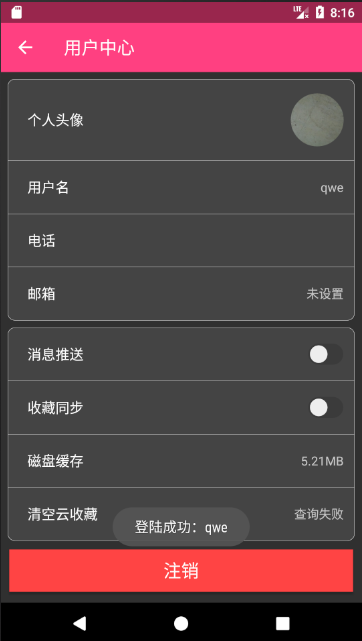 LTE 8:16
用户中心
个人头像
用户名 qwe
电话
邮箱 未设置
消息推送
收藏同步
磁盘缓存 5.21MB
清空云收藏 查询失败
登陆成功：qwe
注销